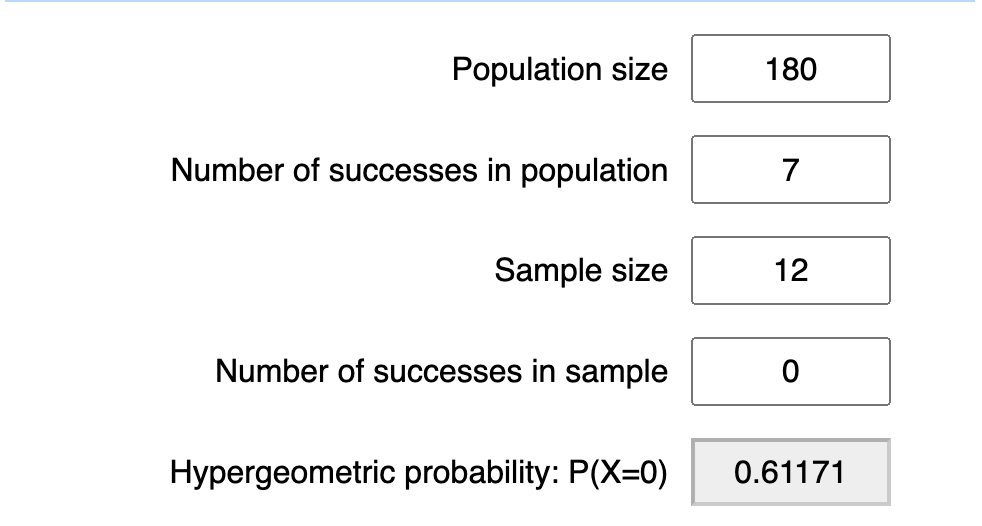 Population size 180
Number of successes in population 7
Sample size 12
Number of successes in sample 0
Hypergeometric probability: P(X=0) 0.61171